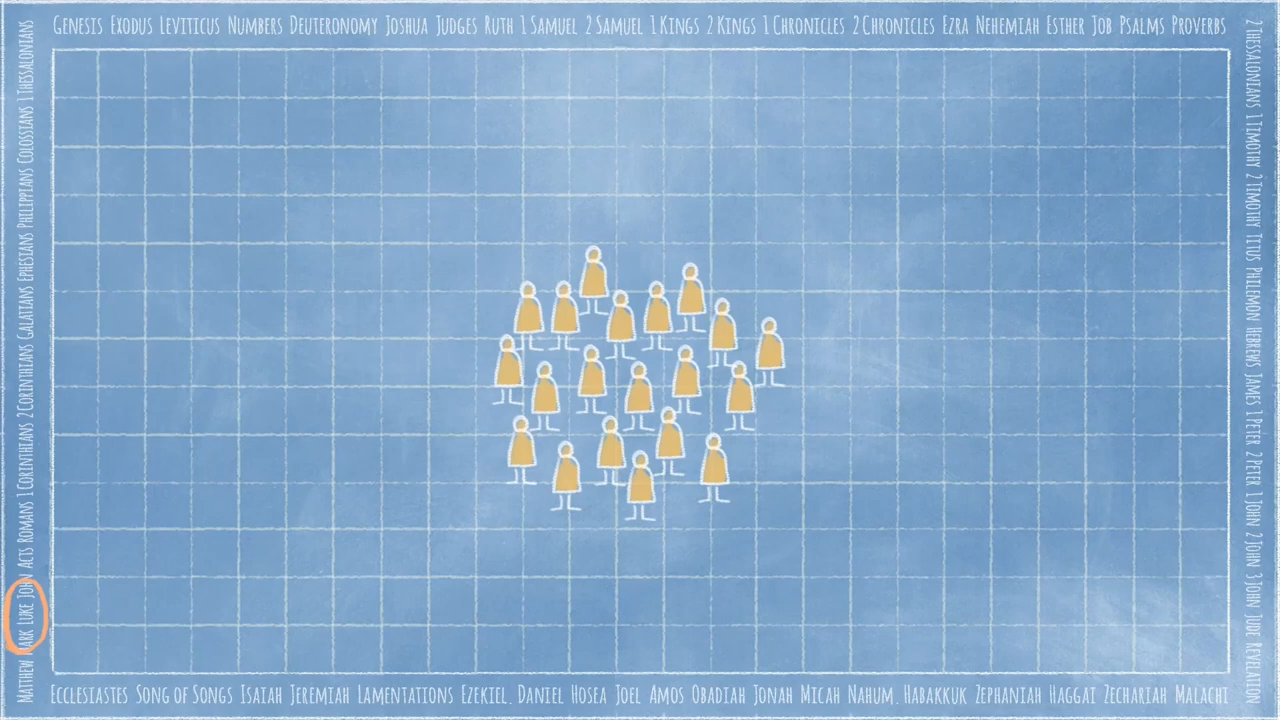 Genesis Exodus Leviticus Numbers Deuteronomy Joshua Judges Ruth 1 Samuel 2 Samuel 1 Kings 2 Kings 1 Chronicles 2 Chronicles Ezra Nehemiah Esther Job Psalms Proverbs
Ecclesiastes Song of Songs Isaiah Jeremiah Lamentations Ezekiel. Daniel Hosea Joel Amos Obadiah Jonah Micah Nahum. Habakkuk Zephaniah Haggai Zechariah Malachi
Matthew Mark Luke John Acts Romans 1 Corinthians 2 Corinthians Galatians Ephesians Philippians Colossians 1 Thessalonians
2 Thessalonians 1 Timothy 2 Timothy Titus Philemon Hebrews James 1 Peter 2 Peter 1 John 2 John 3 John Jude Revelation